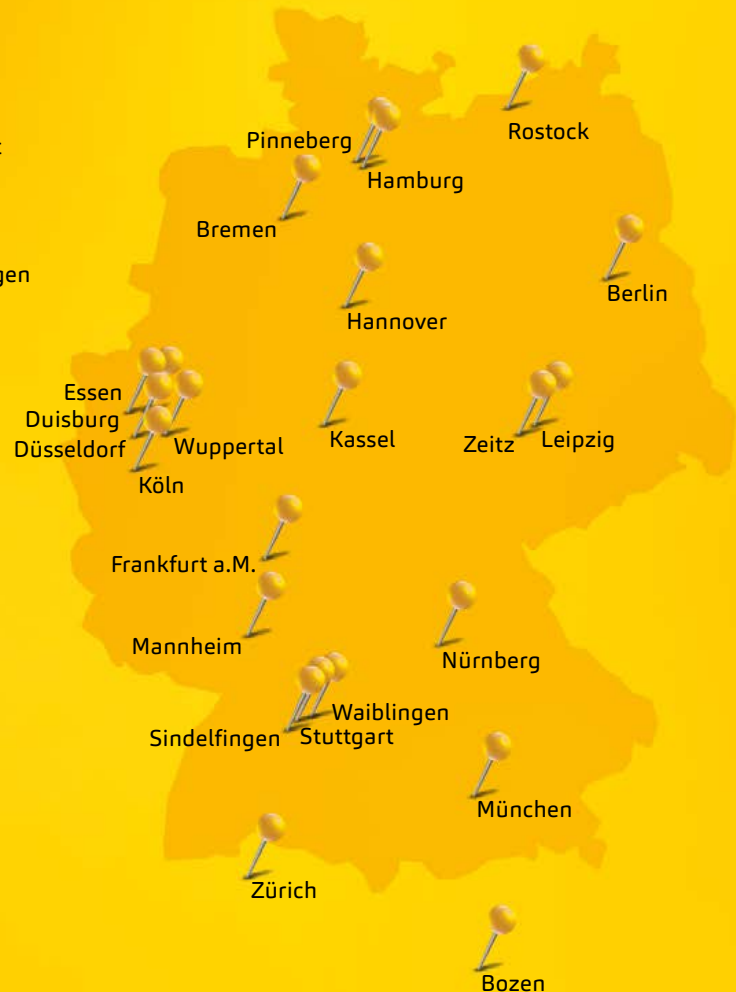 Rostock
Pinneberg
Hamburg
Bremen
gen
Berlin
Hannover
Essen
Duisburg
Düsseldorf
Wuppertal
Kassel
Zeitz
Leipzig
Köln
Frankfurt a.M.
Mannheim
Nürnberg
Waiblingen
Sindelfingen
Stuttgart
München
Zürich
Bozen